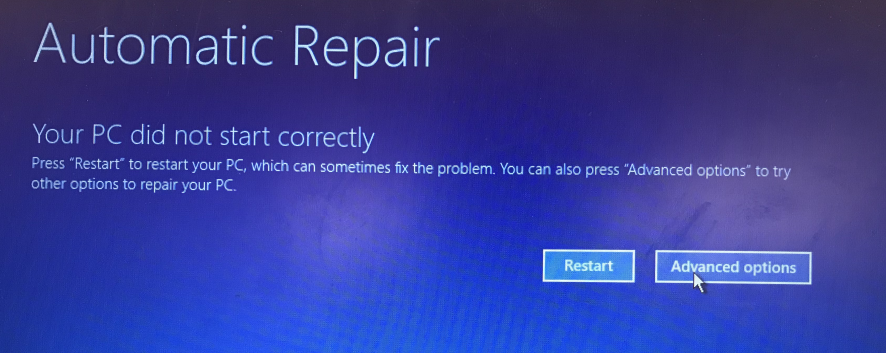 Automatic Repair
Your PC did not start correctly
Press "Restart" to restart your PC, which can sometimes fix the problem. You can also press "Advanced options" to try
other options to repair your PC.
Restart
Advanced options